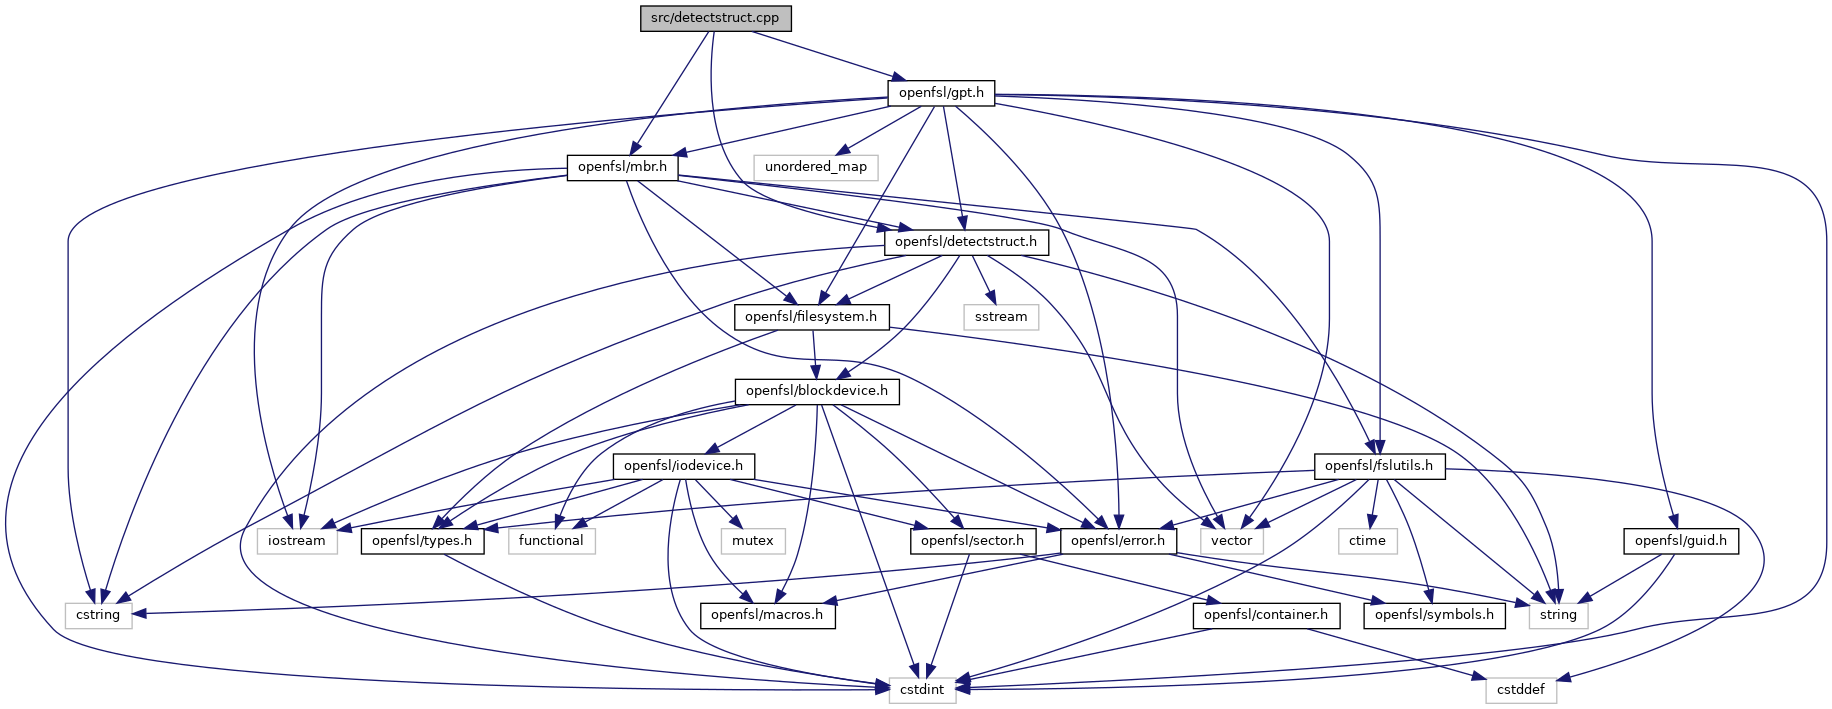 src/detectstruct.cpp
openfsl/gpt.h
openfsl/mbr.h
unordered_map
openfsl/detectstruct.h
openfsl/filesystem.h
sstream
openfsl/blockdevice.h
openfsl/iodevice.h
openfsl/fslutils.h
iostream
openfsl/types.h
functional
mutex
openfsl/sector.h
openfsl/error.h
vector
ctime
openfsl/guid.h
cstring
openfsl/macros.h
openfsl/container.h
openfsl/symbols.h
string
cstdint
cstddef